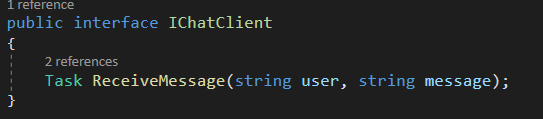 1 reference
public interface IChatClient
{
2 references
Task ReceiveMessage(string user, string message);
}